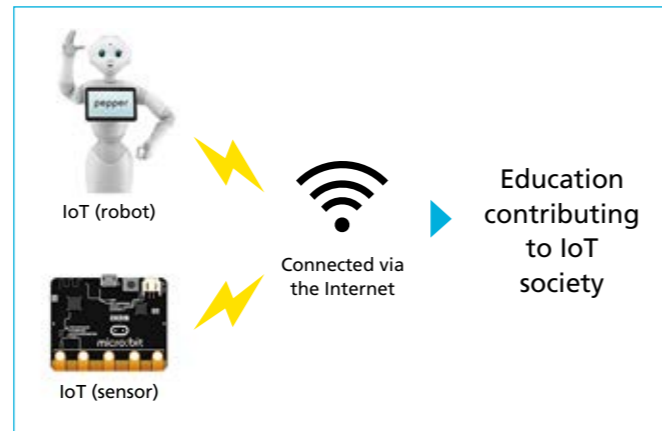 pepper
IoT (robot)
Connected via
the Internet
Education
contributing
to IoT
society
micro:bit
IoT (sensor)